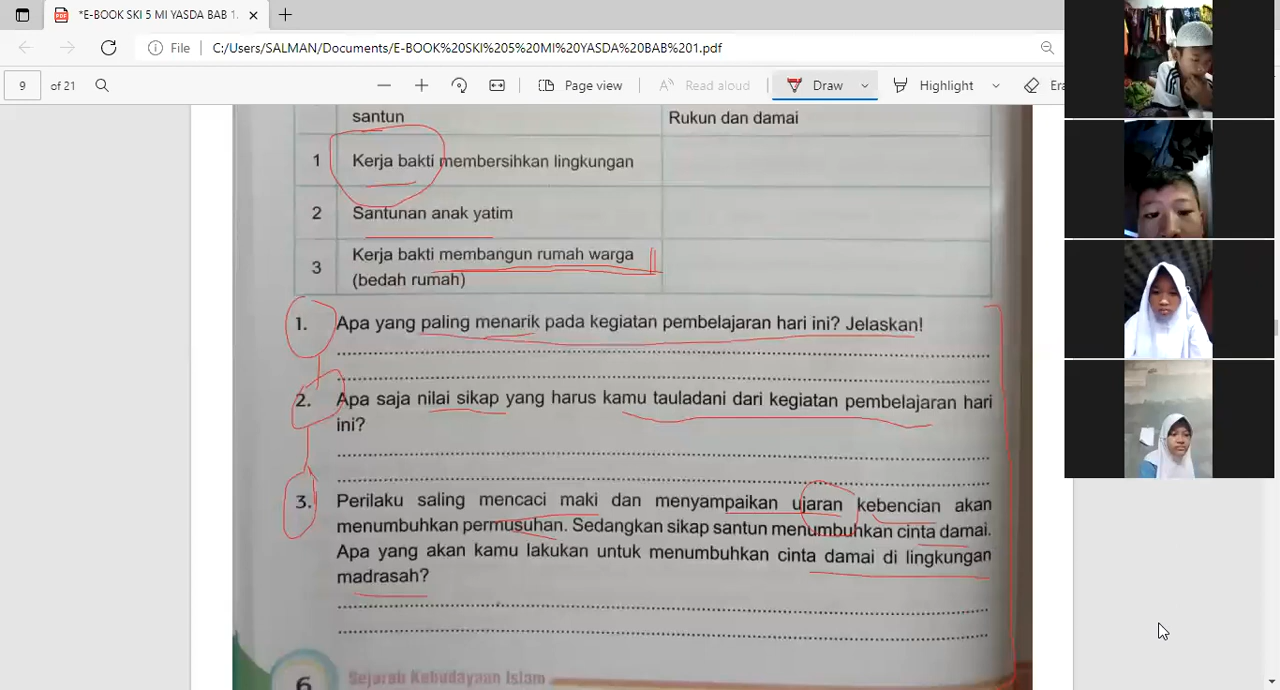 *E-BOOK SKI 5 MI YASDA BAB 1.
File C:/Users/SALMAN/Documents/E-BOOK%20SKI%205%20MI%20YASDA%20BAB%201.pdf
9 of 21 Page view Read aloud Draw Highlight Era
santun Rukun dan damai
1 Kerja bakti membersihkan lingkungan
2 Santunan anak yatim
3 Kerja bakti membangun rumah warga
(bedah rumah)
1. Apa yang paling menarik pada kegiatan pembelajaran hari ini? Jelaskan!
2. Apa saja nilai sikap yang harus kamu tauladani dari kegiatan pembelajaran hari
ini?
3. Perilaku saling mencaci maki dan menyampaikan ujaran kebencian akan
menumbuhkan permusuhan. Sedangkan sikap santun menumbuhkan cinta damai.
Apa yang akan kamu lakukan untuk menumbuhkan cinta damai di lingkungan
madrasah?
6 Sejarah Kebudayaan Islam